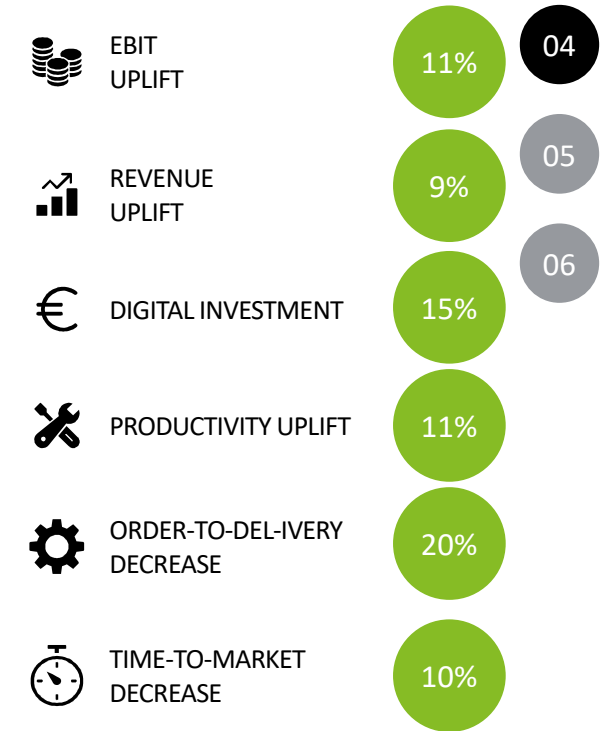 EBIT
UPLIFT
11%
04
05
REVENUE
UPLIFT
9%
06
€
DIGITAL INVESTMENT
15%
PRODUCTIVITY UPLIFT
11%
ORDER-TO-DEL-IVERY
DECREASE
20%
TIME-TO-MARKET
DECREASE
10%